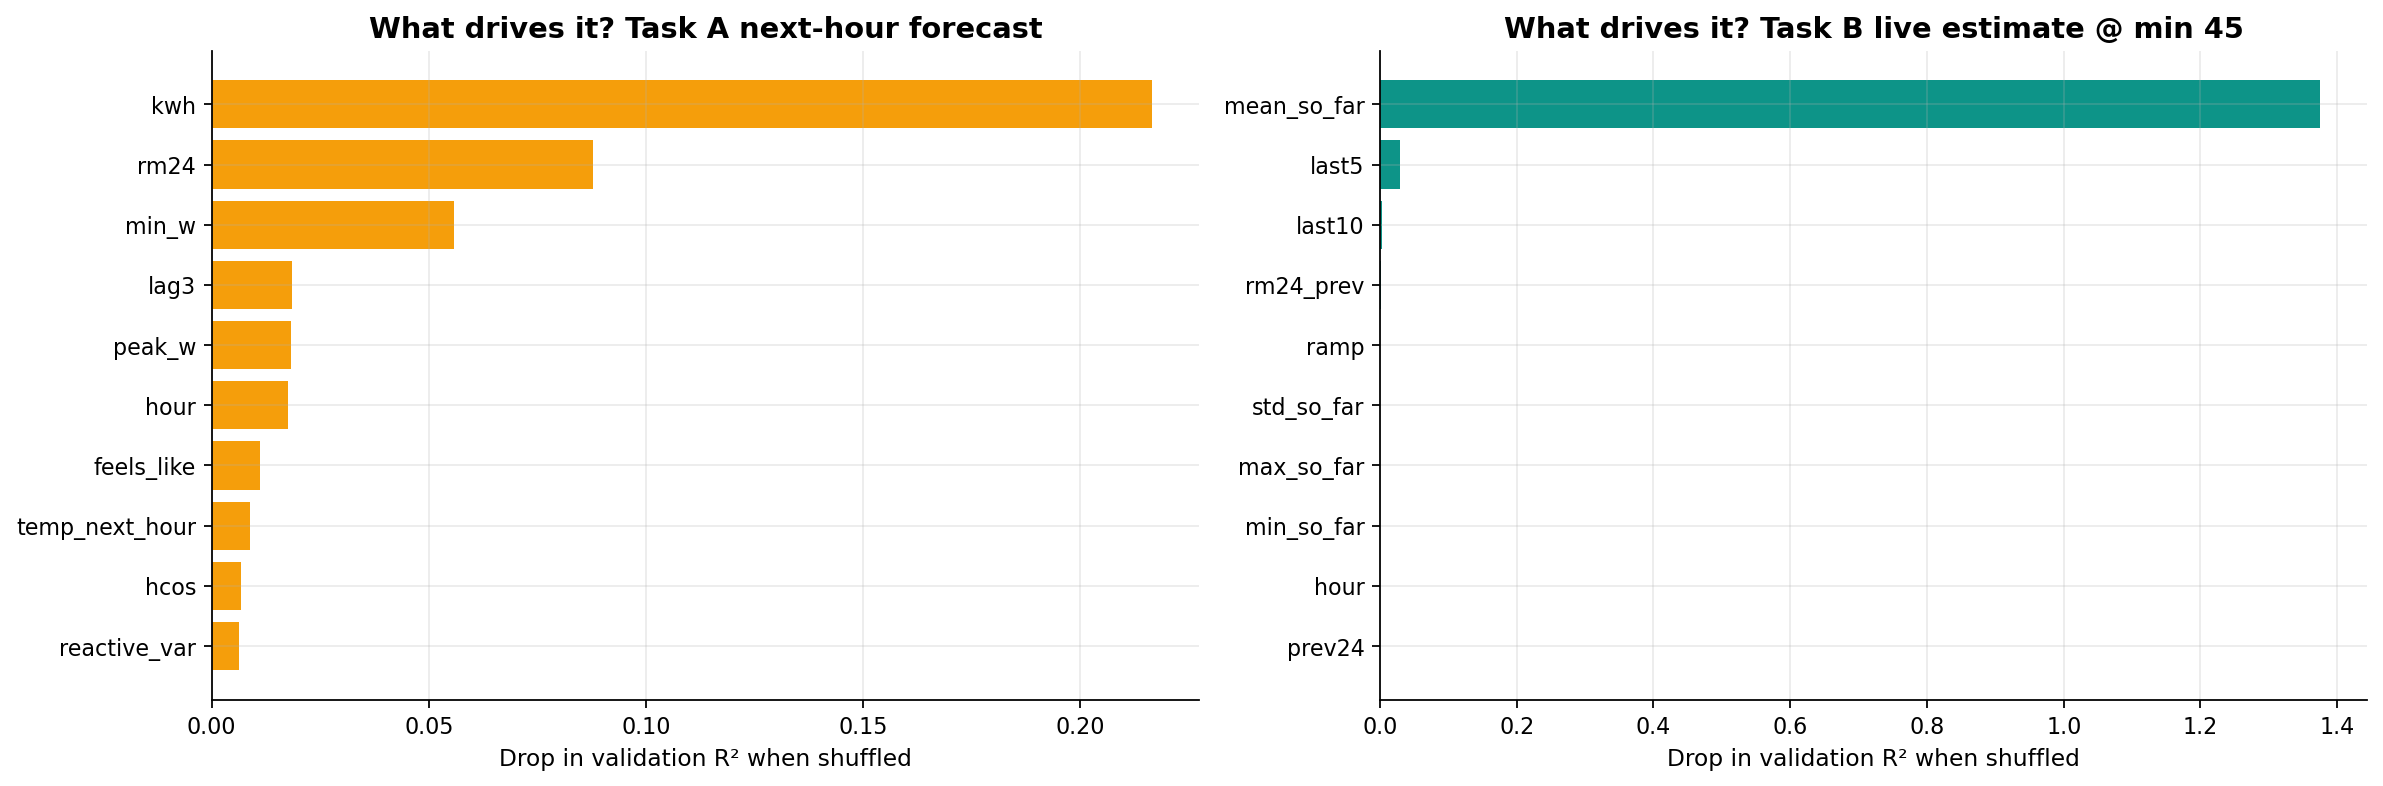 What drives it? Task A next-hour forecast
kwh
rm24
min_w
lag3
peak_w
hour
feels_like
temp_next_hour
hcos
reactive_var
0.00 0.05 0.10 0.15 0.20
Drop in validation R² when shuffled
What drives it? Task B live estimate @ min 45
mean_so_far
last5
last10
rm24_prev
ramp
std_so_far
max_so_far
min_so_far
hour
prev24
0.0 0.2 0.4 0.6 0.8 1.0 1.2 1.4
Drop in validation R² when shuffled